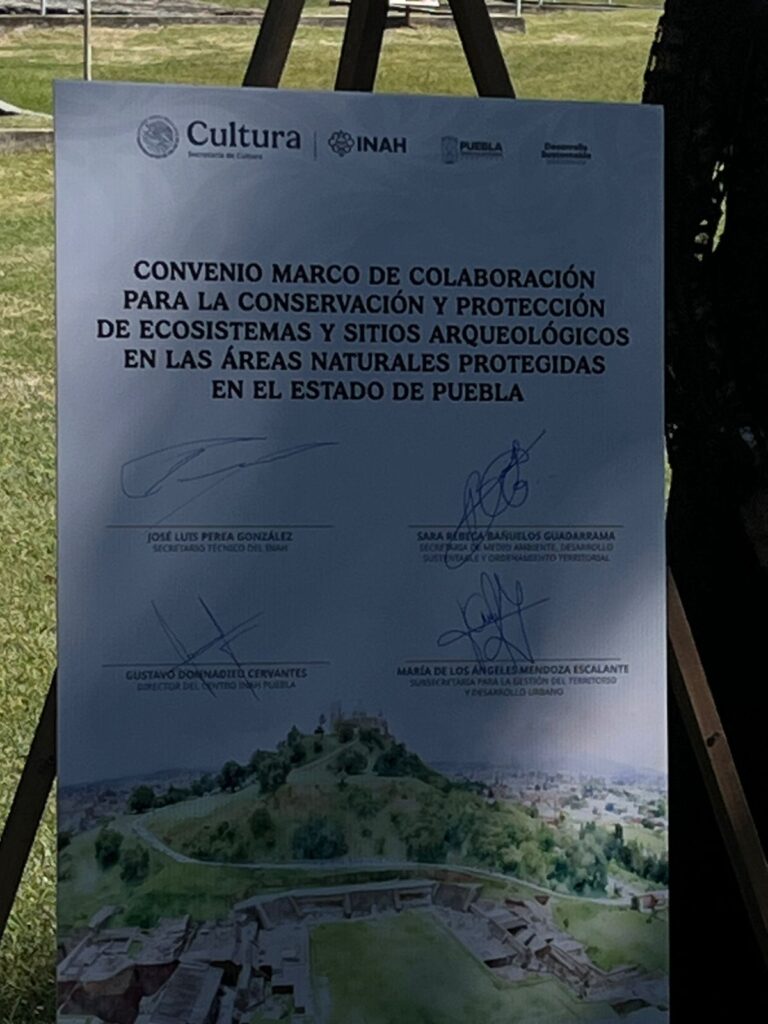 Cultura
Secretaría de Cultura
INAH
PUEBLA
Desarrollo
Sustentable
CONVENIO MARCO DE COLABORACIÓN
PARA LA CONSERVACIÓN Y PROTECCIÓN
DE ECOSISTEMAS Y SITIOS ARQUEOLÓGICOS
EN LAS ÁREAS NATURALES PROTEGIDAS
EN EL ESTADO DE PUEBLA
JOSÉ LUIS PEREA GONZÁLEZ
SECRETARIO TÉCNICO DEL INAH
SARA REBECA BAÑUELOS GUADARRAMA
SECRETARIA DE MEDIO AMBIENTE, DESARROLLO
SUSTENTABLE Y ORDENAMIENTO TERRITORIAL
GUSTAVO DONNADIEU CERVANTES
DIRECTOR DEL CENTRO INAH PUEBLA
MARÍA DE LOS ÁNGELES MENDOZA ESCALANTE
SUBSECRETARIA PARA LA GESTIÓN DEL TERRITORIO
Y DESARROLLO URBANO